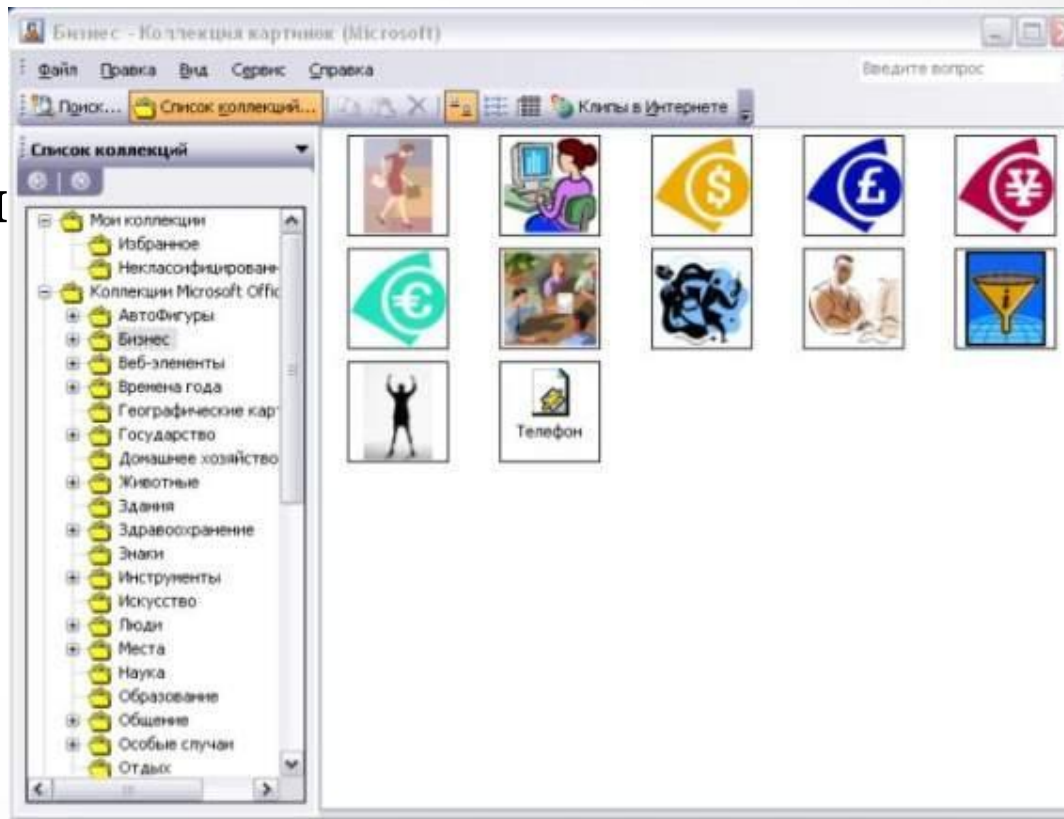 Бизнес - Коллекция картинок (Microsoft)
Файл Правка Вид Сервис Справка Введите вопрос
Поиск... Список коллекций... Клипы в Интернете
Список коллекций
Мои коллекции
Избранное
Неклассифицирован
Коллекции Microsoft Offic
АвтоФигуры
Бизнес
Веб-элементы
Времена года
Географические кар
Государство
Домашнее хозяйство
Животные
Здания
Здравоохранение
Знаки
Инструменты
Искусство
Люди
Места
Наука
Образование
Общение
Особые случаи
Отдых
$
£
¥
€
i
Телефон